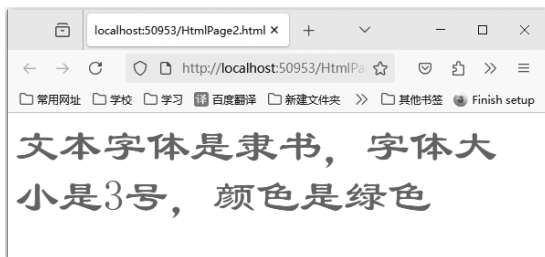 localhost:50953/HtmlPage2.html
http://localhost:50953/HtmlPa
常用网址 学校 学习 译 百度翻译 新建文件夹 其他书签 Finish setup
文本字体是隶书，字体大
小是3号，颜色是绿色